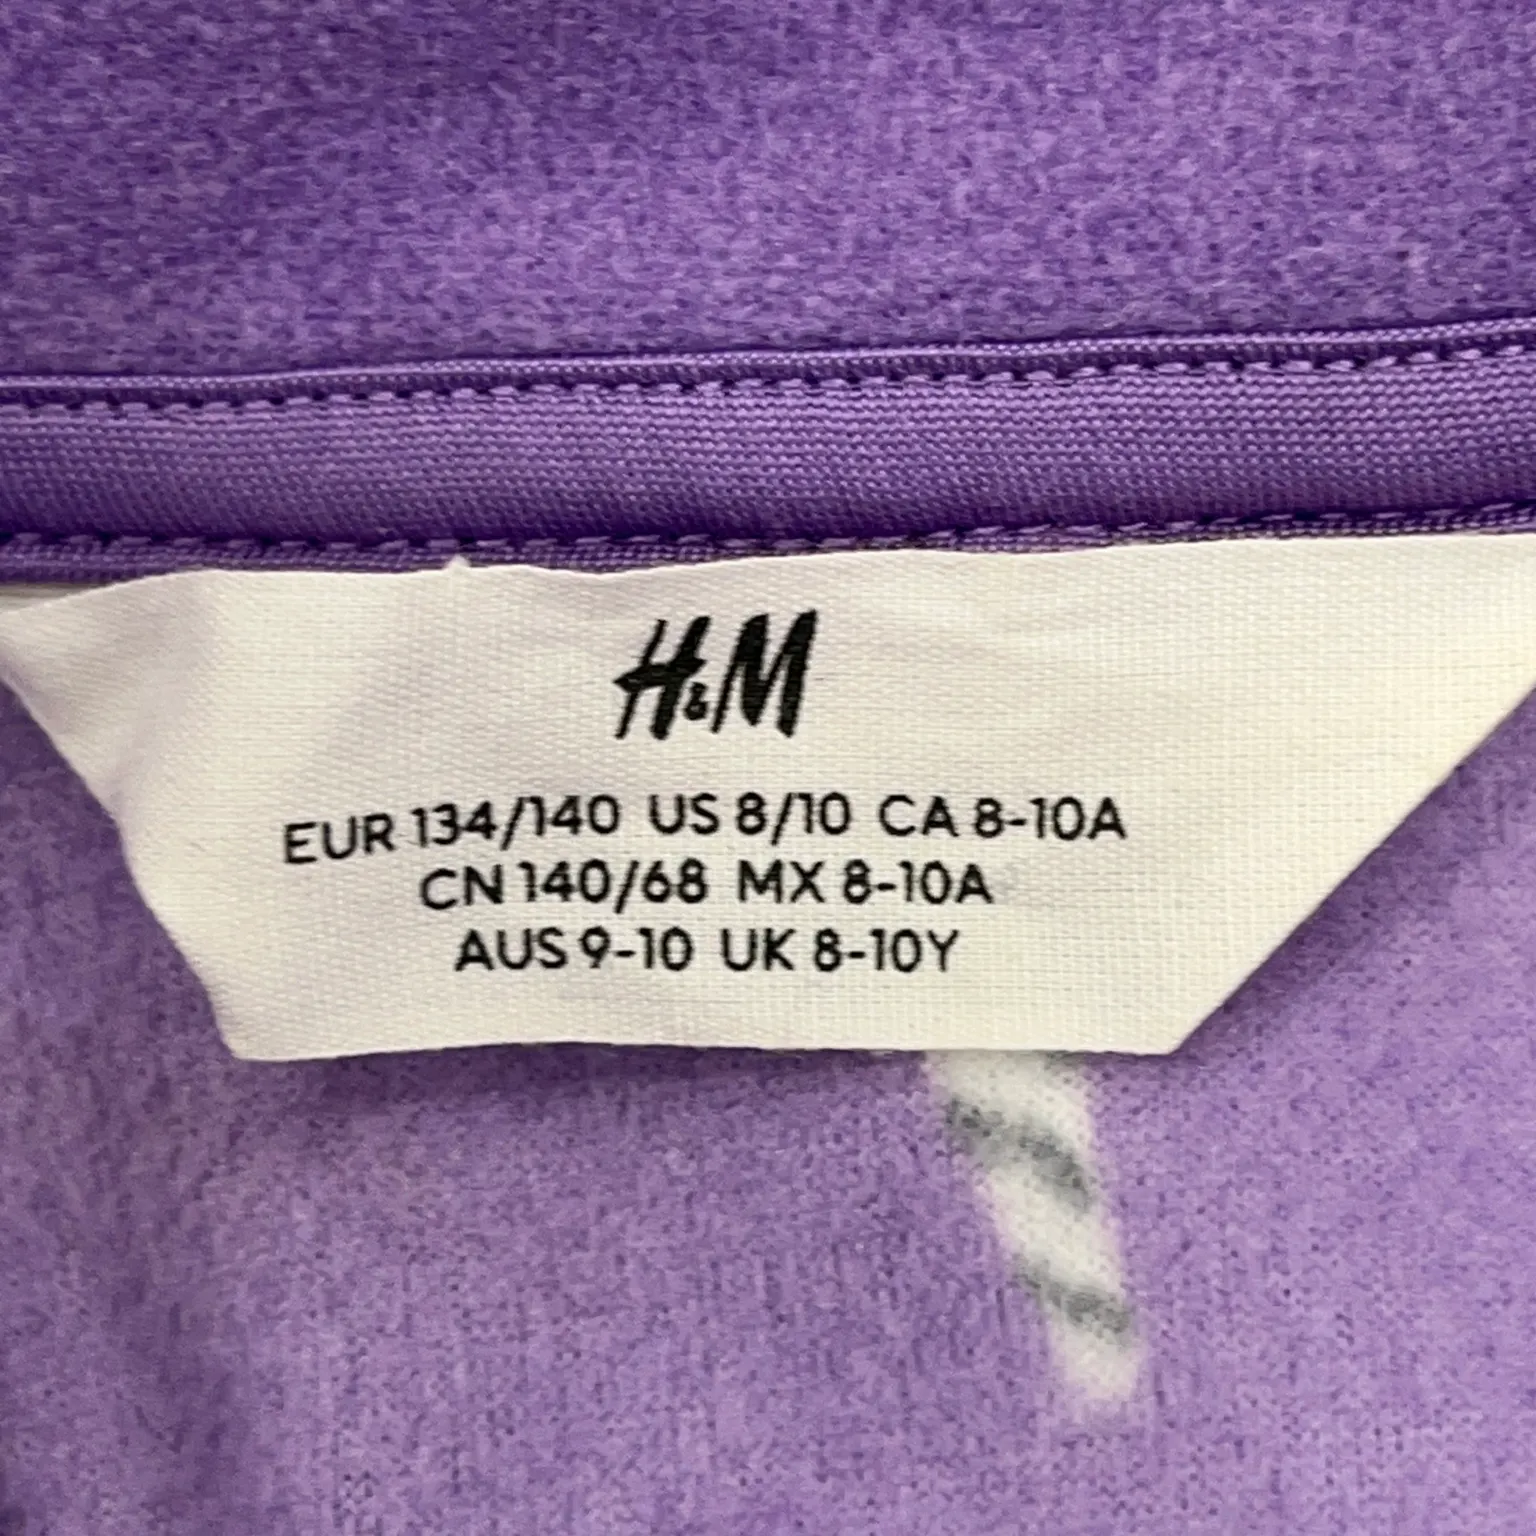 H&M
EUR 134/140 US 8/10 CA 8-10A
CN 140/68 MX 8-10A
AUS 9-10 UK 8-10Y